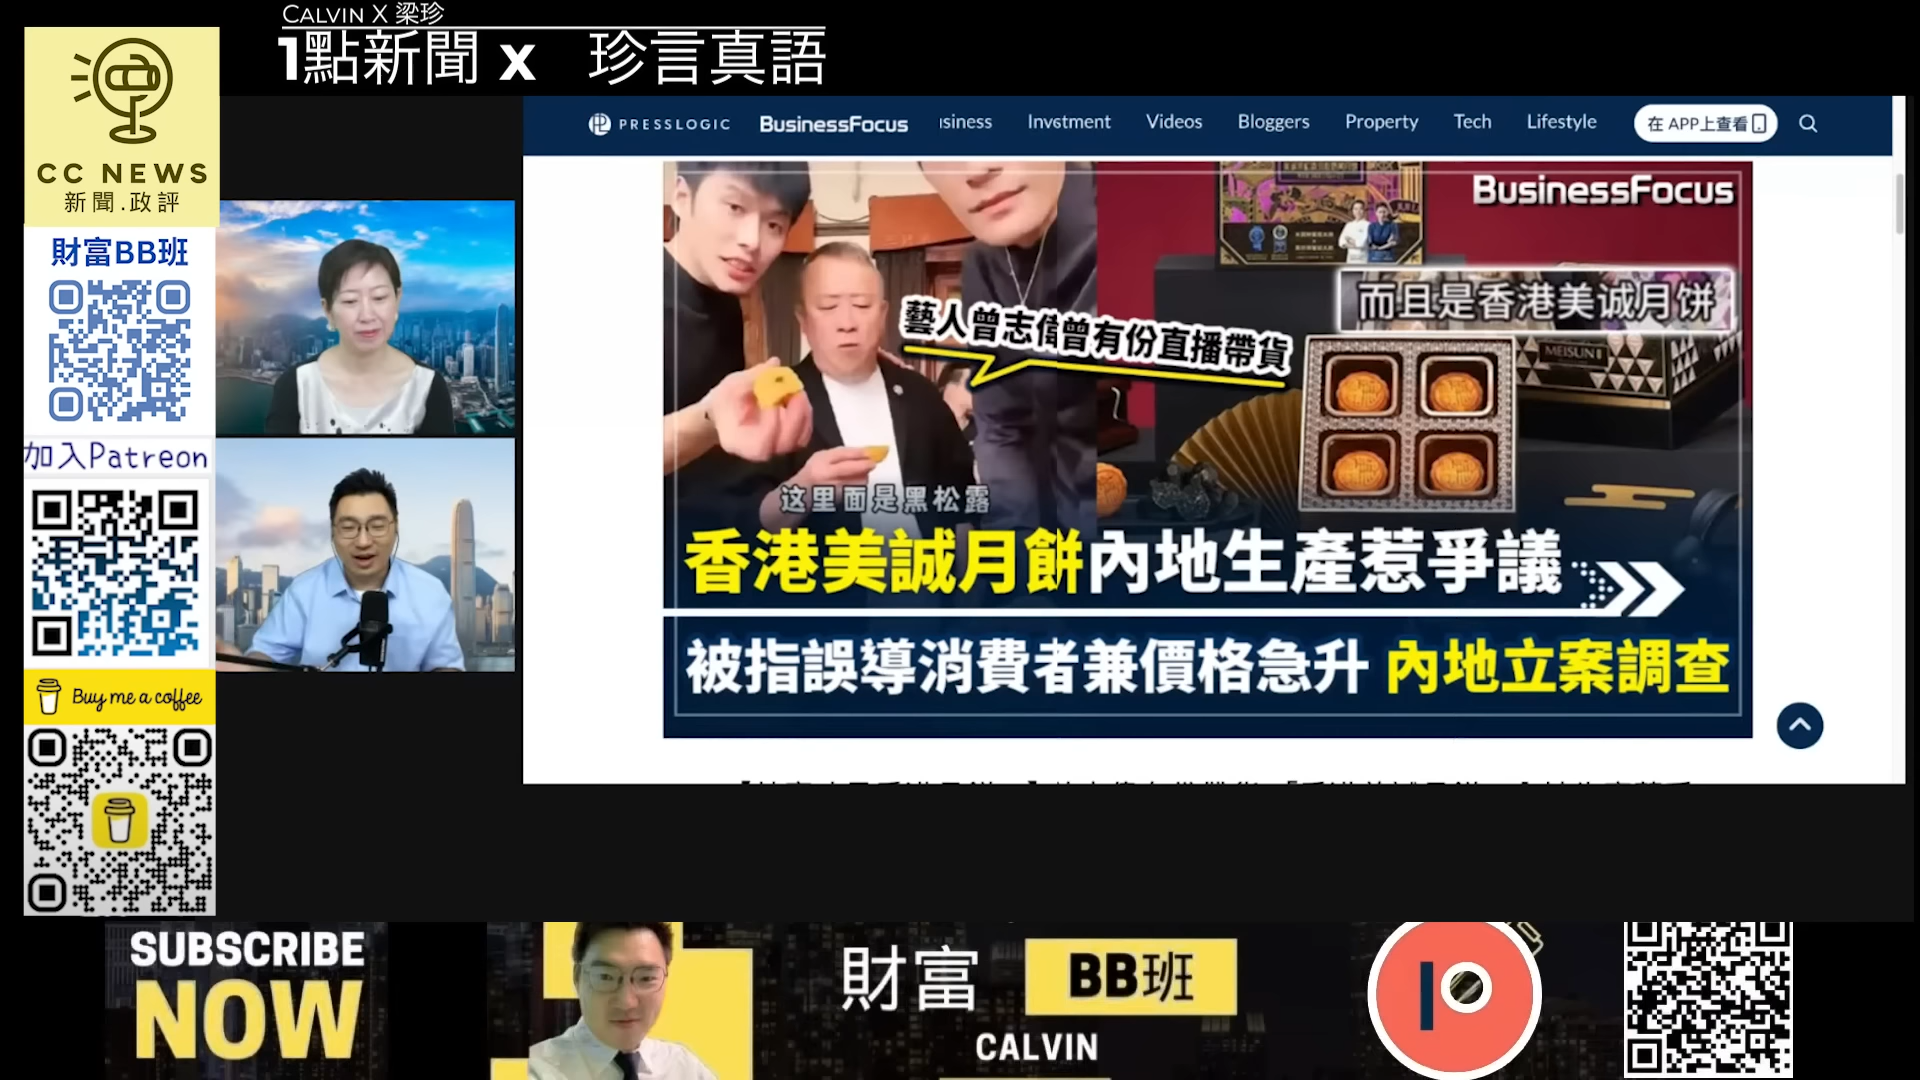 CALVIN X 梁珍
1點新聞 x 珍言真語
CC NEWS
新聞.政評
財富BB班
加入Patreon
Buy me a coffee
PRESSLOGIC
BusinessFocus
Videos
Bloggers
Property
Tech
Lifestyle
在 APP上查看
BusinessFocus
而且是香港美诚月饼
MEISUN
藝人曾志偉曾有份直播帶貨
这里面是黑松露
香港美誠月餅內地生產惹爭議
被指誤導消費者兼價格急升 內地立案調查
SUBSCRIBE
NOW
財富
BB班
CALVIN